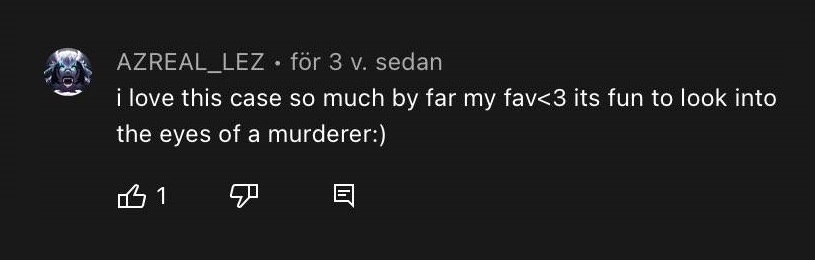 AZREAL_LEZ • för 3 v. sedan
i love this case so much by far my fav<3 its fun to look into
the eyes of a murderer:)
1